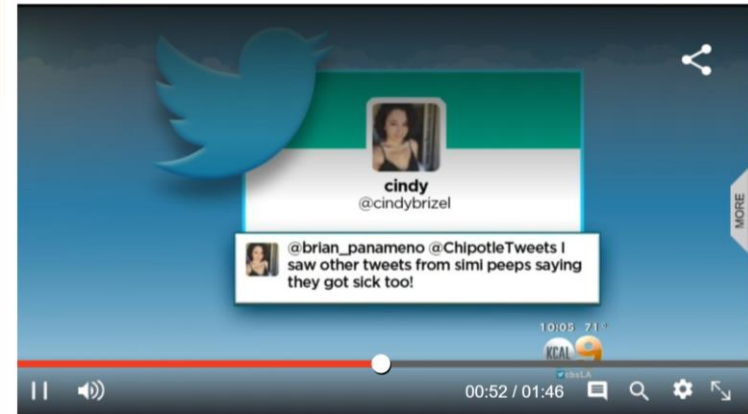 cindy
@cindybrizel
MORE
@brian_panameno @ChipotleTweets I
saw other tweets from simi peeps saying
they got sick too!
10:05 71°
KCAL 9
cbsLA
00:52 / 01:46